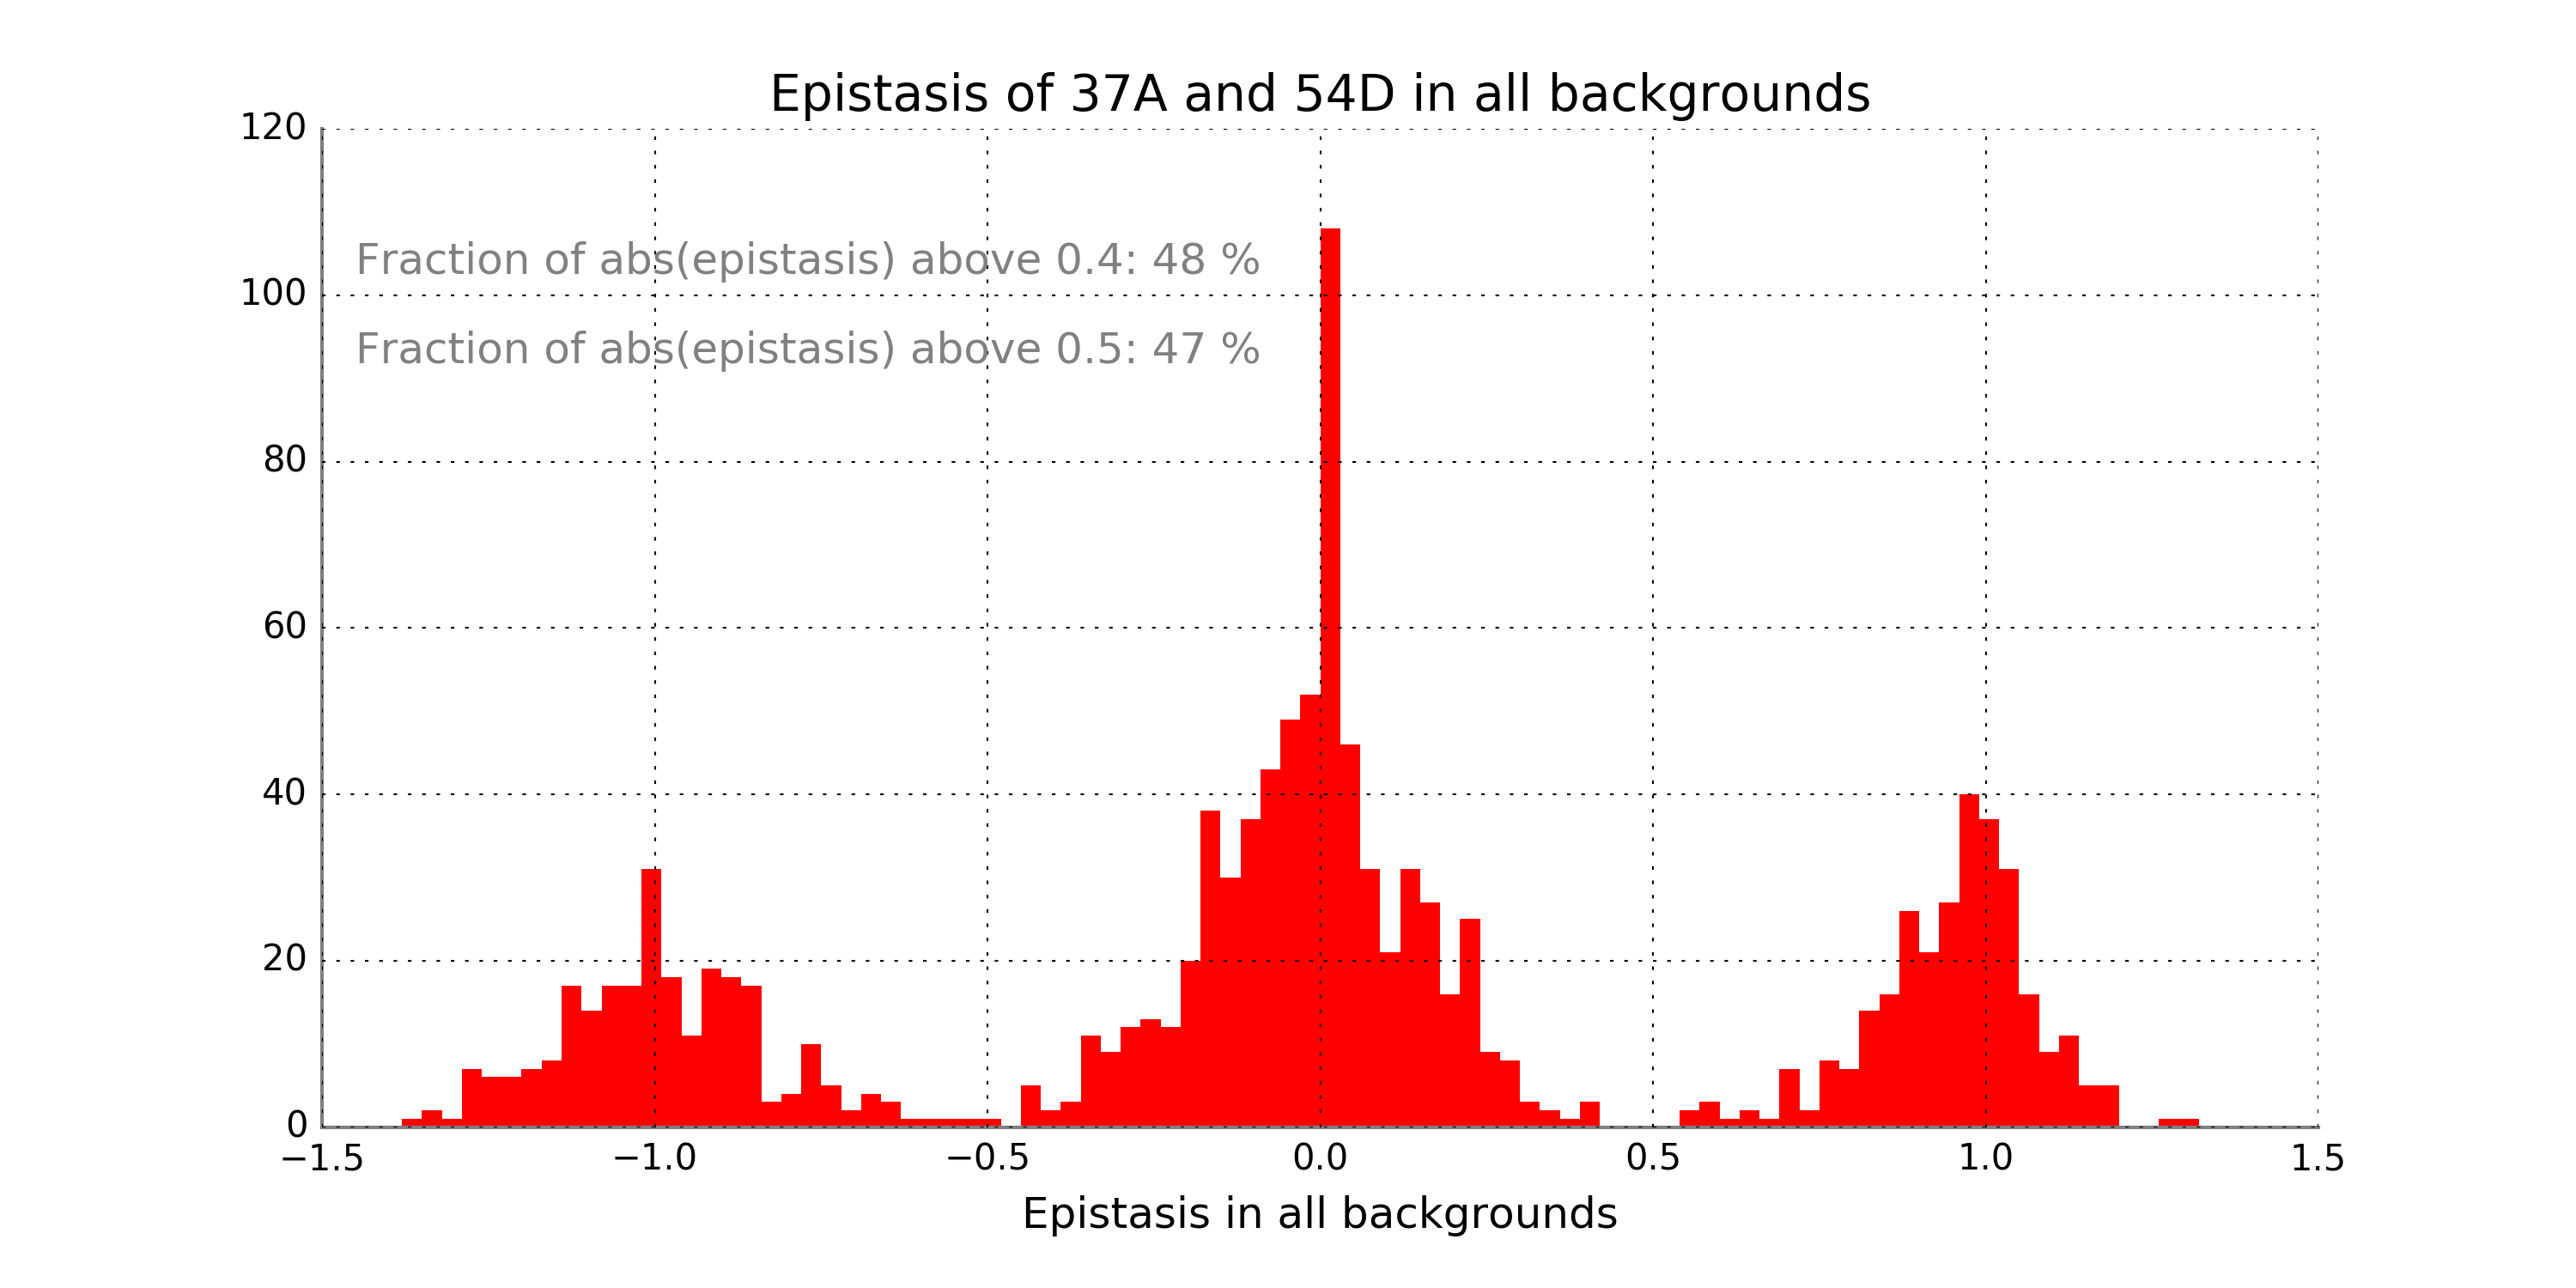 Epistasis of 37A and 54D in all backgrounds
120
Fraction of abs(epistasis) above 0.4: 48 %
100
Fraction of abs(epistasis) above 0.5: 47 %
80
60
40
20
0
−1.5 −1.0 −0.5 0.0 0.5 1.0 1.5
Epistasis in all backgrounds